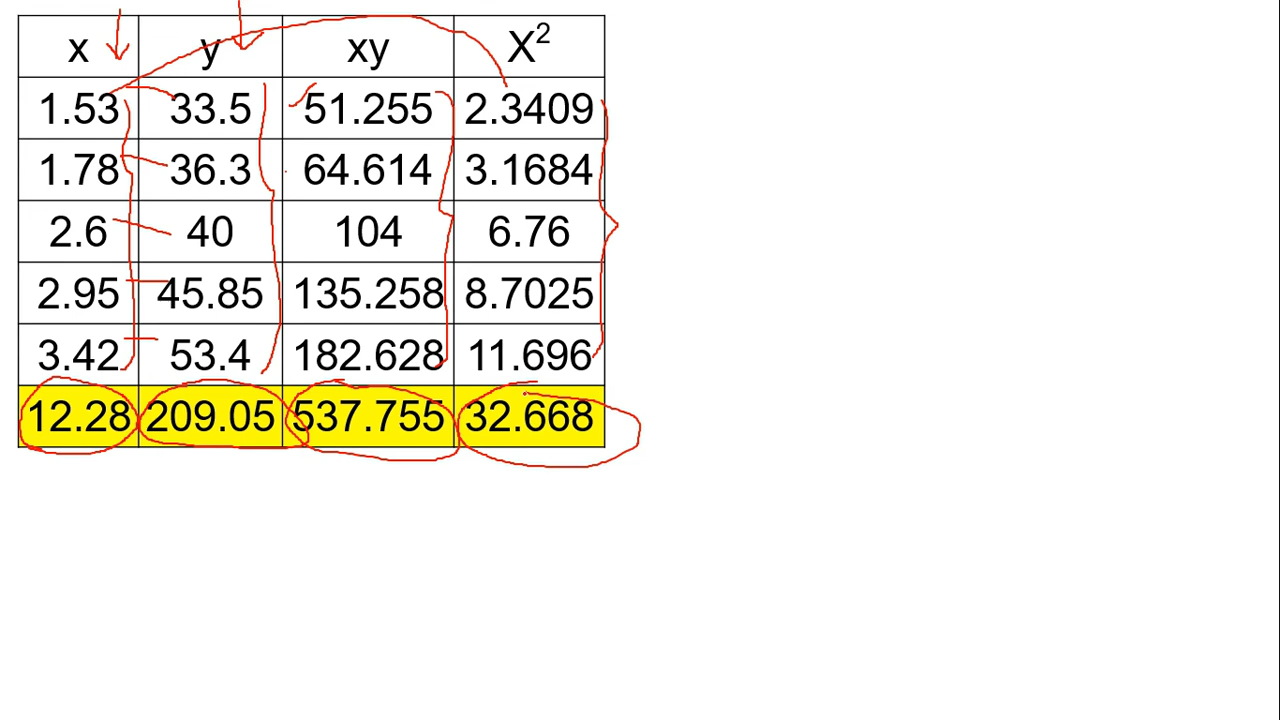 x y xy X²
1.53 33.5 51.255 2.3409
1.78 36.3 64.614 3.1684
2.6 40 104 6.76
2.95 45.85 135.258 8.7025
3.42 53.4 182.628 11.696
12.28 209.05 537.755 32.668